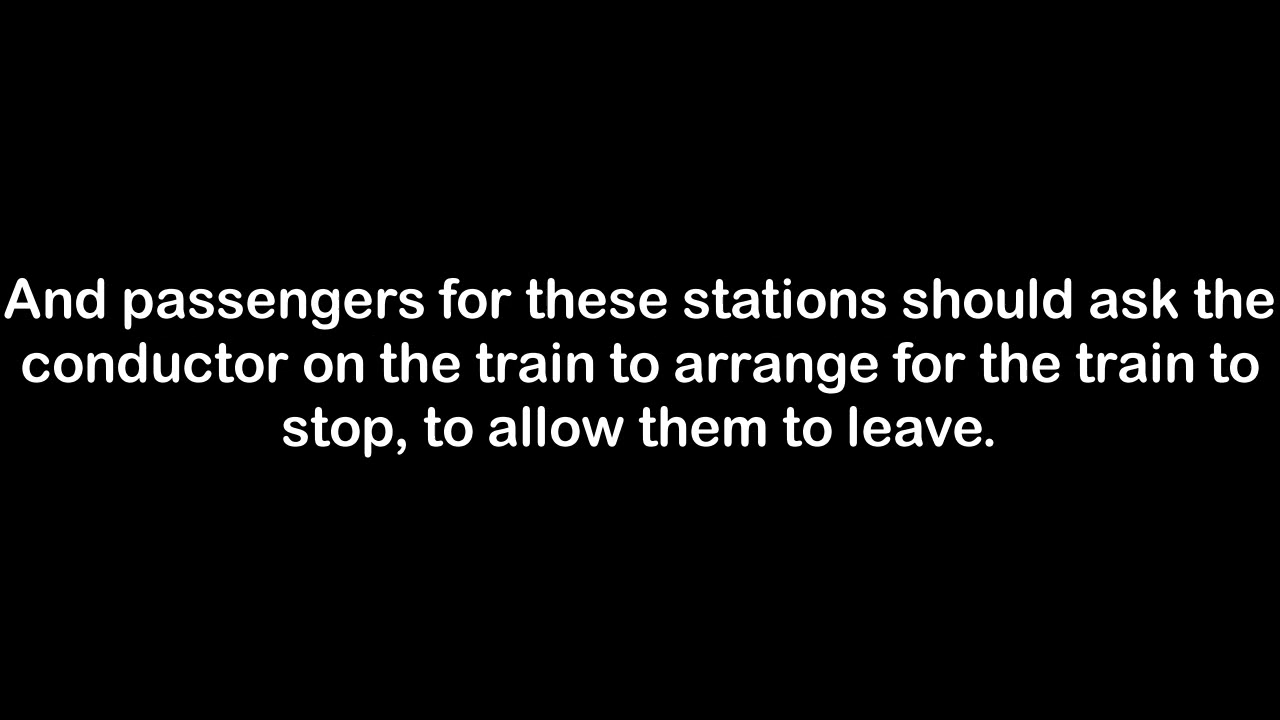 And passengers for these stations should ask the
conductor on the train to arrange for the train to
stop, to allow them to leave.